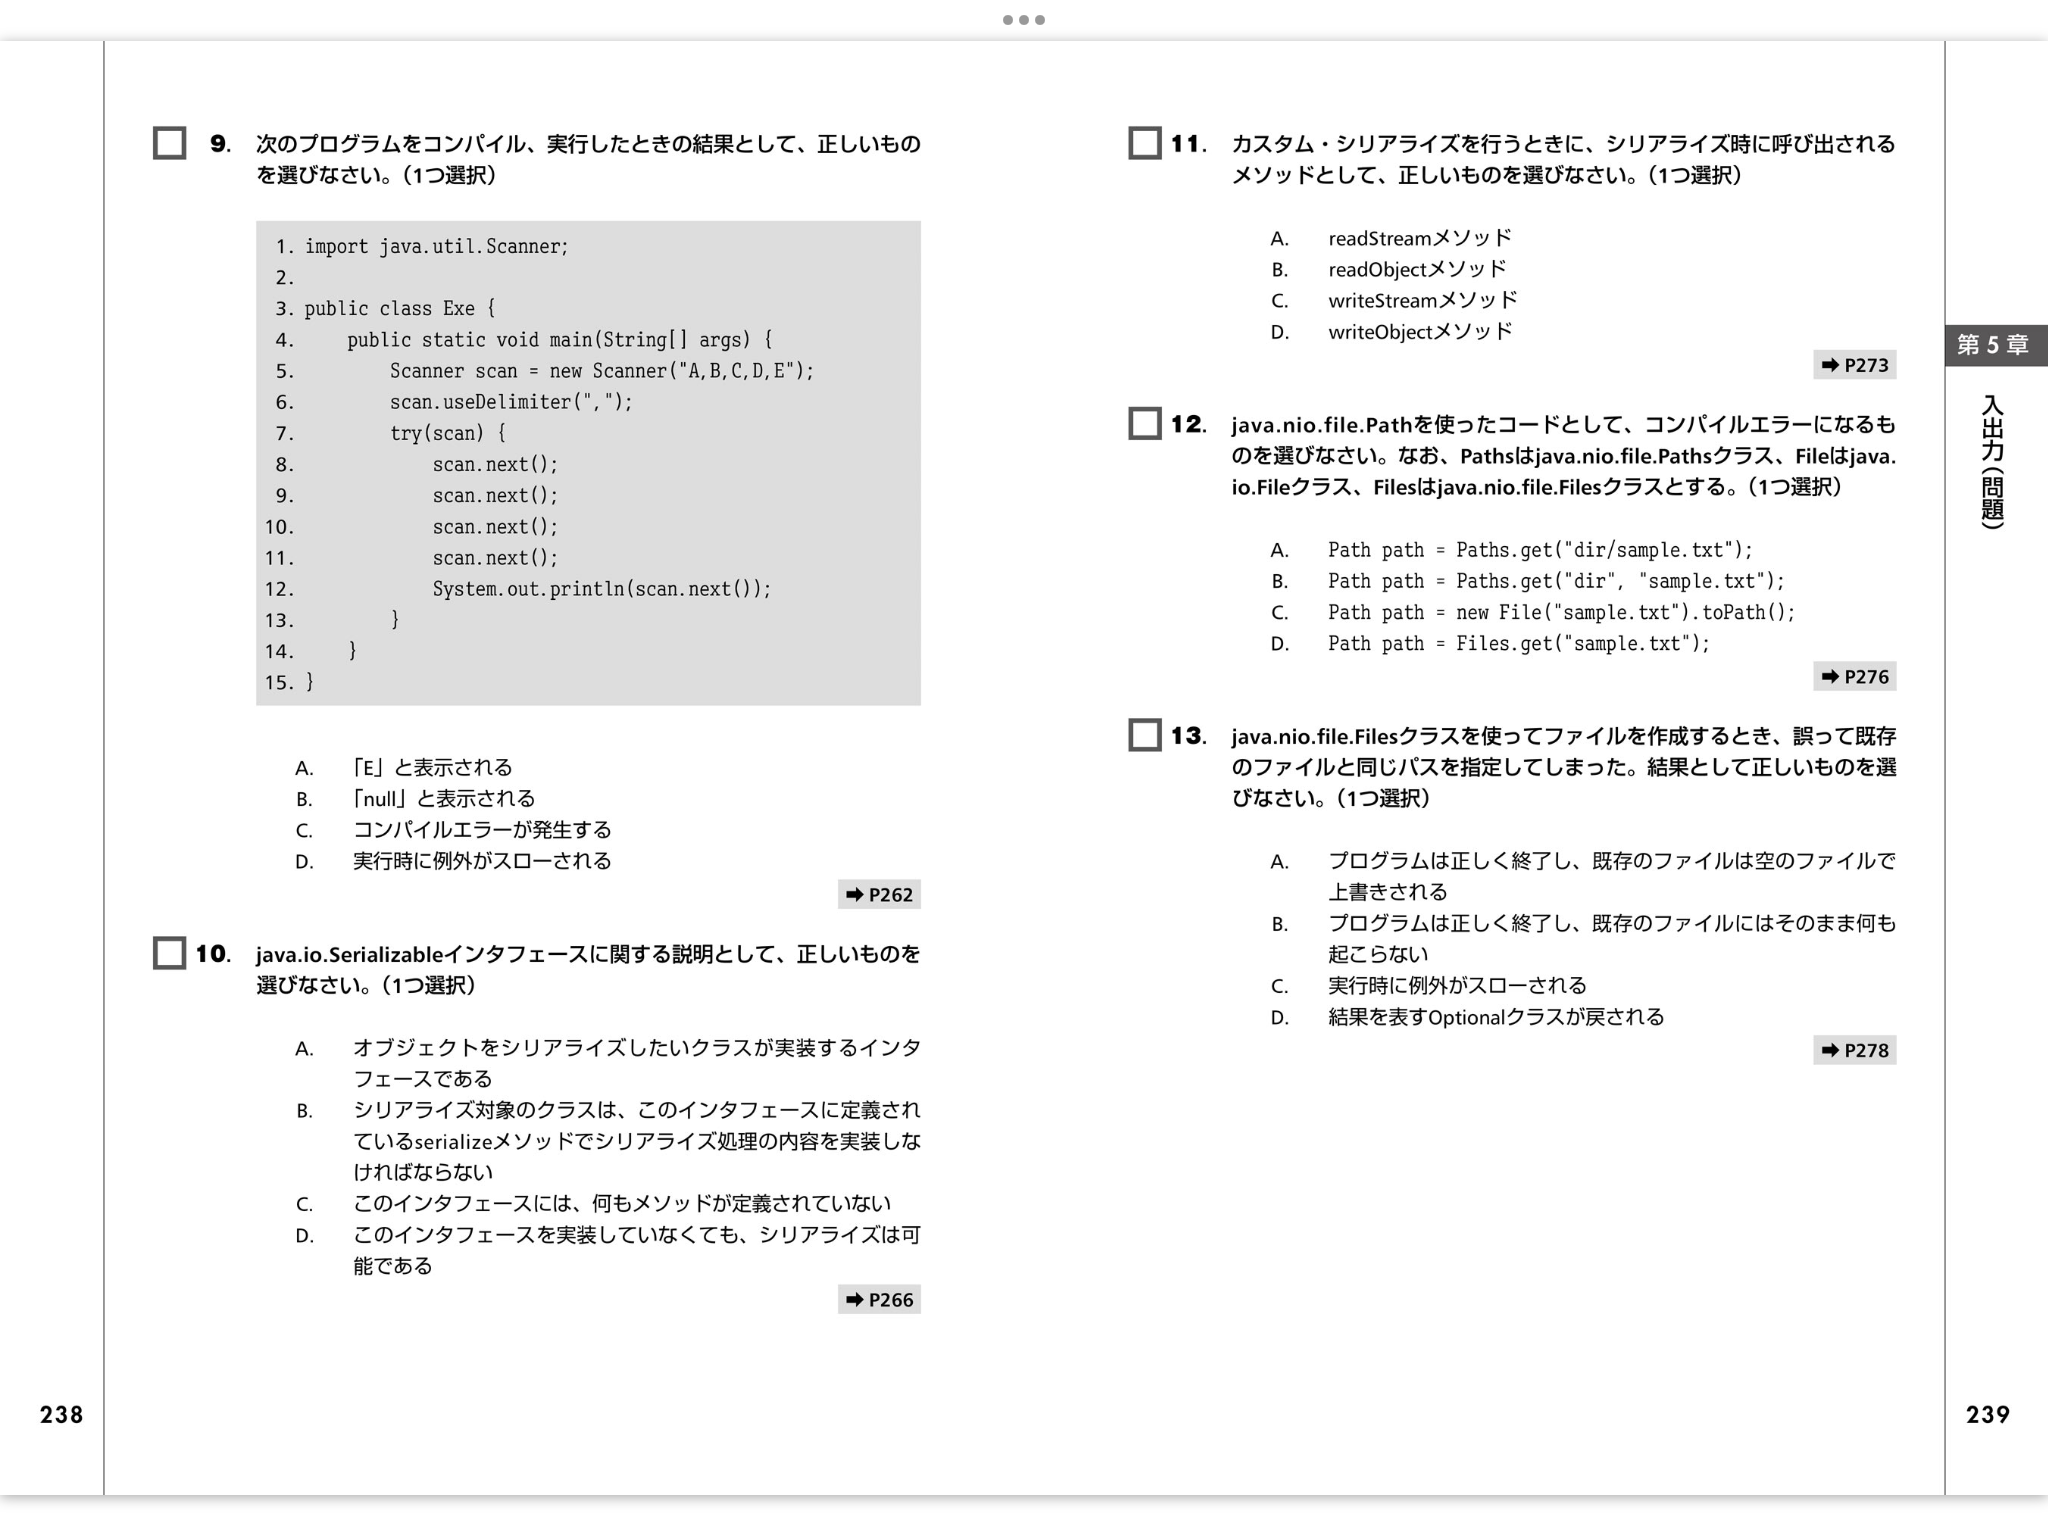 9. 次のプログラムをコンパイル、実行したときの結果として、正しいもの
を選びなさい。（1つ選択）
1. import java.util.Scanner;
2.
3. public class Exe {
4. public static void main(String[] args) {
5. Scanner scan = new Scanner("A,B,C,D,E");
6. scan.useDelimiter(",");
7. try(scan) {
8. scan.next();
9. scan.next();
10. scan.next();
11. scan.next();
12. System.out.println(scan.next());
13. }
14. }
15. }
A. 「E」と表示される
B. 「null」と表示される
C. コンパイルエラーが発生する
D. 実行時に例外がスローされる
➡ P262
10. java.io.Serializableインタフェースに関する説明として、正しいものを
選びなさい。（1つ選択）
A. オブジェクトをシリアライズしたいクラスが実装するインタ
フェースである
B. シリアライズ対象のクラスは、このインタフェースに定義され
ているserializeメソッドでシリアライズ処理の内容を実装しな
ければならない
C. このインタフェースには、何もメソッドが定義されていない
D. このインタフェースを実装していなくても、シリアライズは可
能である
➡ P266
238
11. カスタム・シリアライズを行うときに、シリアライズ時に呼び出される
メソッドとして、正しいものを選びなさい。（1つ選択）
A. readStreamメソッド
B. readObjectメソッド
C. writeStreamメソッド
D. writeObjectメソッド
➡ P273
12. java.nio.file.Pathを使ったコードとして、コンパイルエラーになるも
のを選びなさい。なお、Pathsはjava.nio.file.Pathsクラス、Fileはjava.
io.Fileクラス、Filesはjava.nio.file.Filesクラスとする。（1つ選択）
A. Path path = Paths.get("dir/sample.txt");
B. Path path = Paths.get("dir", "sample.txt");
C. Path path = new File("sample.txt").toPath();
D. Path path = Files.get("sample.txt");
➡ P276
13. java.nio.file.Filesクラスを使ってファイルを作成するとき、誤って既存
のファイルと同じパスを指定してしまった。結果として正しいものを選
びなさい。（1つ選択）
A. プログラムは正しく終了し、既存のファイルは空のファイルで
上書きされる
B. プログラムは正しく終了し、既存のファイルにはそのまま何も
起こらない
C. 実行時に例外がスローされる
D. 結果を表すOptionalクラスが戻される
➡ P278
第5章
入出力（問題）
239